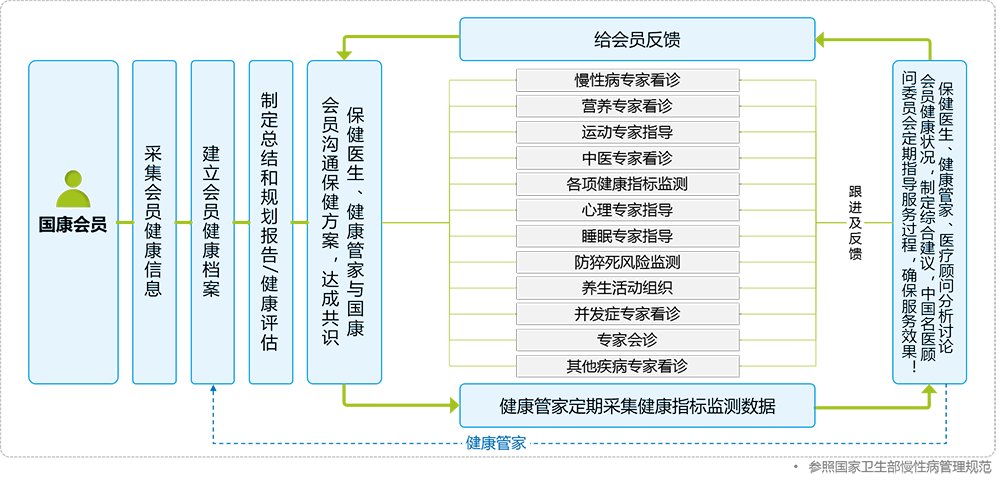 给会员反馈
国康会员
采集会员健康信息
建立会员健康档案
制定总结和规划报告/健康评估
保健医生、健康管家与国康
会员沟通保健方案，达成共识
慢性病专家看诊
营养专家看诊
运动专家指导
中医专家看诊
各项健康指标监测
心理专家指导
睡眠专家指导
防猝死风险监测
养生活动组织
并发症专家看诊
专家会诊
其他疾病专家看诊
跟进及反馈
保健医生、健康管家、医疗顾问分析讨论
会员健康状况，制定综合建议，中国名医顾
问委员会定期指导服务过程，确保服务效果！
健康管家定期采集健康指标监测数据
健康管家
• 参照国家卫生部慢性病管理规范